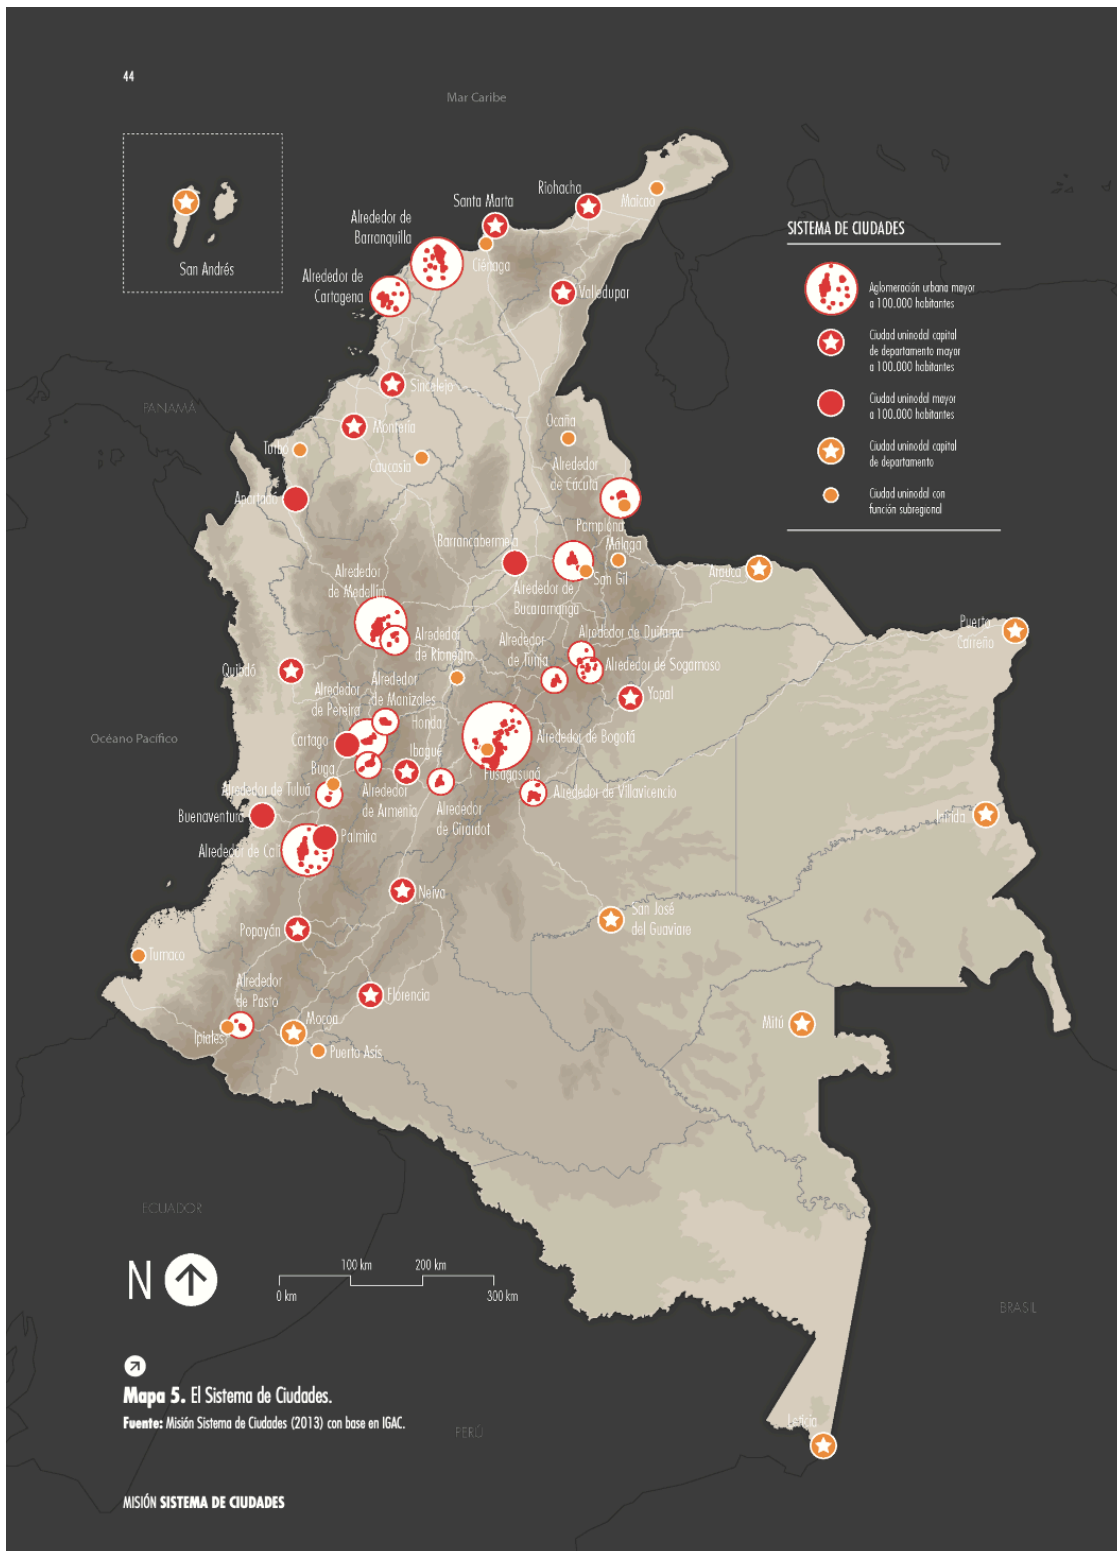 44
Mar Caribe
San Andrés
Riohacha
Maicao
Santa Marta
Alrededor de
Barranquilla
Ciénaga
Alrededor de
Cartagena
Valledupar
SISTEMA DE CIUDADES
Aglomeración urbana mayor
a 100.000 habitantes
Ciudad uninodal capital
de departamento mayor
a 100.000 habitantes
Ciudad uninodal mayor
a 100.000 habitantes
Ciudad uninodal capital
de departamento
Ciudad uninodal con
función subregional
PANAMÁ
Sincelejo
Montería
Turbó
Caucasia
Ocaña
Alrededor
de Cúcuta
Apartadó
Pamplona
Málaga
Barrancabermeja
San Gil
Alrededor de
Bucaramanga
Arauca
Puerto
Carreño
Alrededor
de Medellín
Alrededor
de Rionegro
Alrededor de Duitarpa
Alrededor
de Tunja
Alrededor de Sogamoso
Quibdó
Yopal
Alrededor
de Pereira
Alrededor
de Manizales
Honda
Océano Pacífico
Cartago
Ibagué
Alrededor de Bogotá
Buga
Fusagasugá
Alrededor de Tuluá
Alrededor
de Armenia
Alrededor
de Girardot
Alrededor de Villavicencio
Buenaventura
Palmira
Alrededor de Cali
Inírida
Neiva
San José
del Guaviare
Popayán
Tumaco
Alrededor
de Pasto
Florencia
Mocoa
Mitú
Ipiales
Puerto Asís
ECUADOR
N
100 km
200 km
0 km
300 km
BRASIL
Mapa 5. El Sistema de Ciudades.
Fuente: Misión Sistema de Ciudades (2013) con base en IGAC.
PERÚ
Leticia
MISIÓN SISTEMA DE CIUDADES